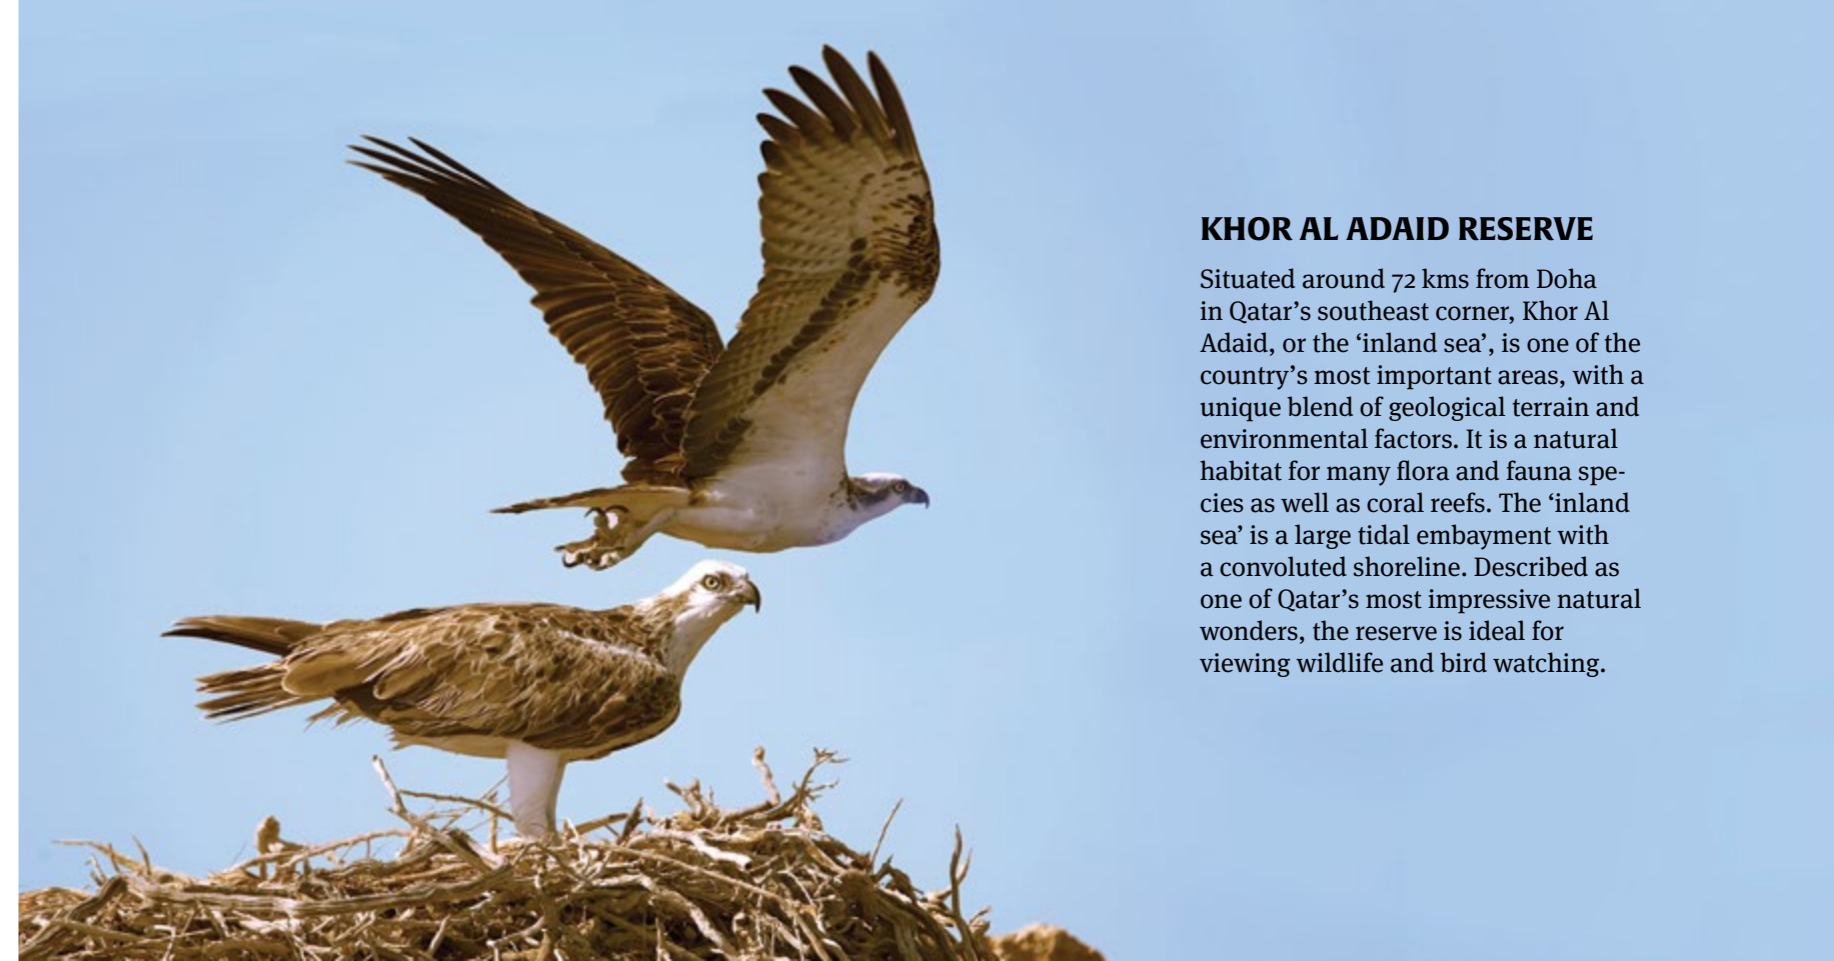 KHOR AL ADAID RESERVE
Situated around 72 kms from Doha
in Qatar’s southeast corner, Khor Al
Adaid, or the ‘inland sea’, is one of the
country’s most important areas, with a
unique blend of geological terrain and
environmental factors. It is a natural
habitat for many flora and fauna spe-
cies as well as coral reefs. The ‘inland
sea’ is a large tidal embayment with
a convoluted shoreline. Described as
one of Qatar’s most impressive natural
wonders, the reserve is ideal for
viewing wildlife and bird watching.